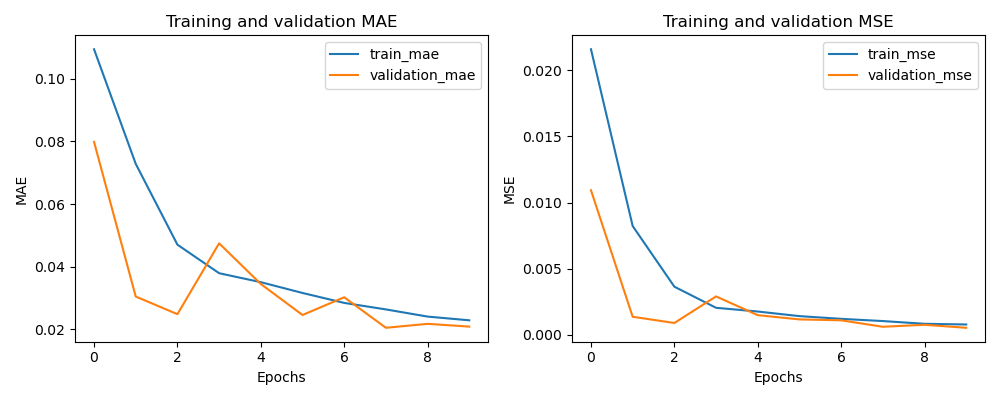 Training and validation MAE
train_mae
validation_mae
0.10
0.08
0.06
0.04
0.02
MAE
0
2
4
6
8
Epochs
Training and validation MSE
train_mse
validation_mse
0.020
0.015
0.010
0.005
0.000
MSE
0
2
4
6
8
Epochs